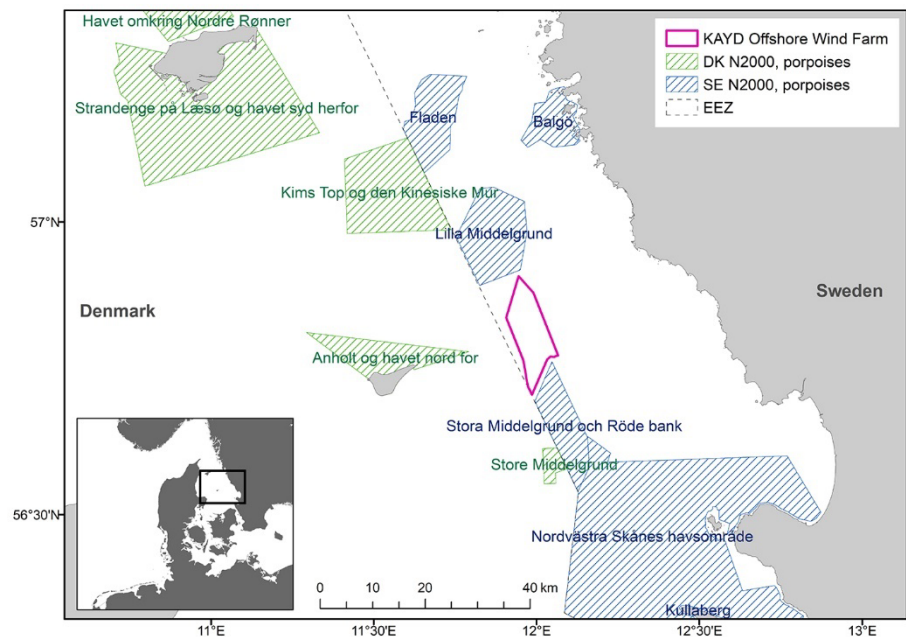 Havet omkring Nordre Rønner
KAYD Offshore Wind Farm
DK N2000, porpoises
SE N2000, porpoises
EEZ
Strandenge på Læsø og havet syd herfor
Fladen
Balgö
Kims Top og den Kinesiske Mur
57°N
Lilla Middelgrund
Denmark
Sweden
Anholt og havet nord for
Stora Middelgrund och Röde bank
Store Middelgrund
56°30'N
Nordvästra Skånes havsområde
0 10 20 40 km
Kullaberg
11°E
11°30'E
12°E
12°30'E
13°E